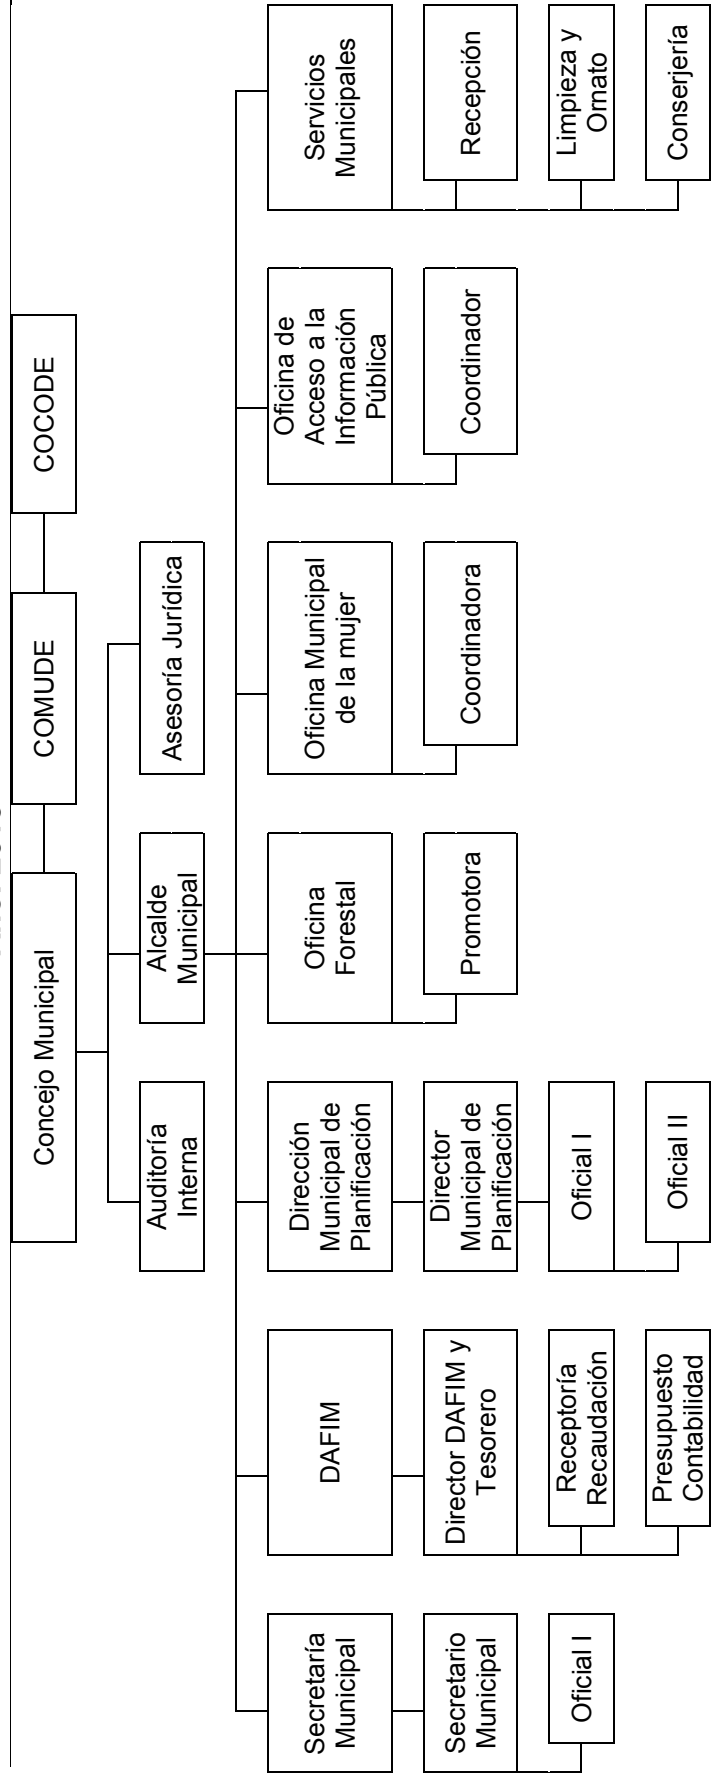 Concejo Municipal
COMUDE
COCODE
Auditoría
Interna
Alcalde
Municipal
Asesoría Jurídica
Secretaría
Municipal
DAFIM
Dirección
Municipal de
Planificación
Oficina
Forestal
Oficina Municipal
de la mujer
Oficina de
Acceso a la
Información
Pública
Servicios
Municipales
Secretario
Municipal
Director DAFIM y
Tesorero
Director
Municipal de
Planificación
Promotora
Coordinadora
Coordinador
Recepción
Oficial I
Receptoría
Recaudación
Oficial I
Limpieza y
Ornato
Presupuesto
Contabilidad
Oficial II
Conserjería